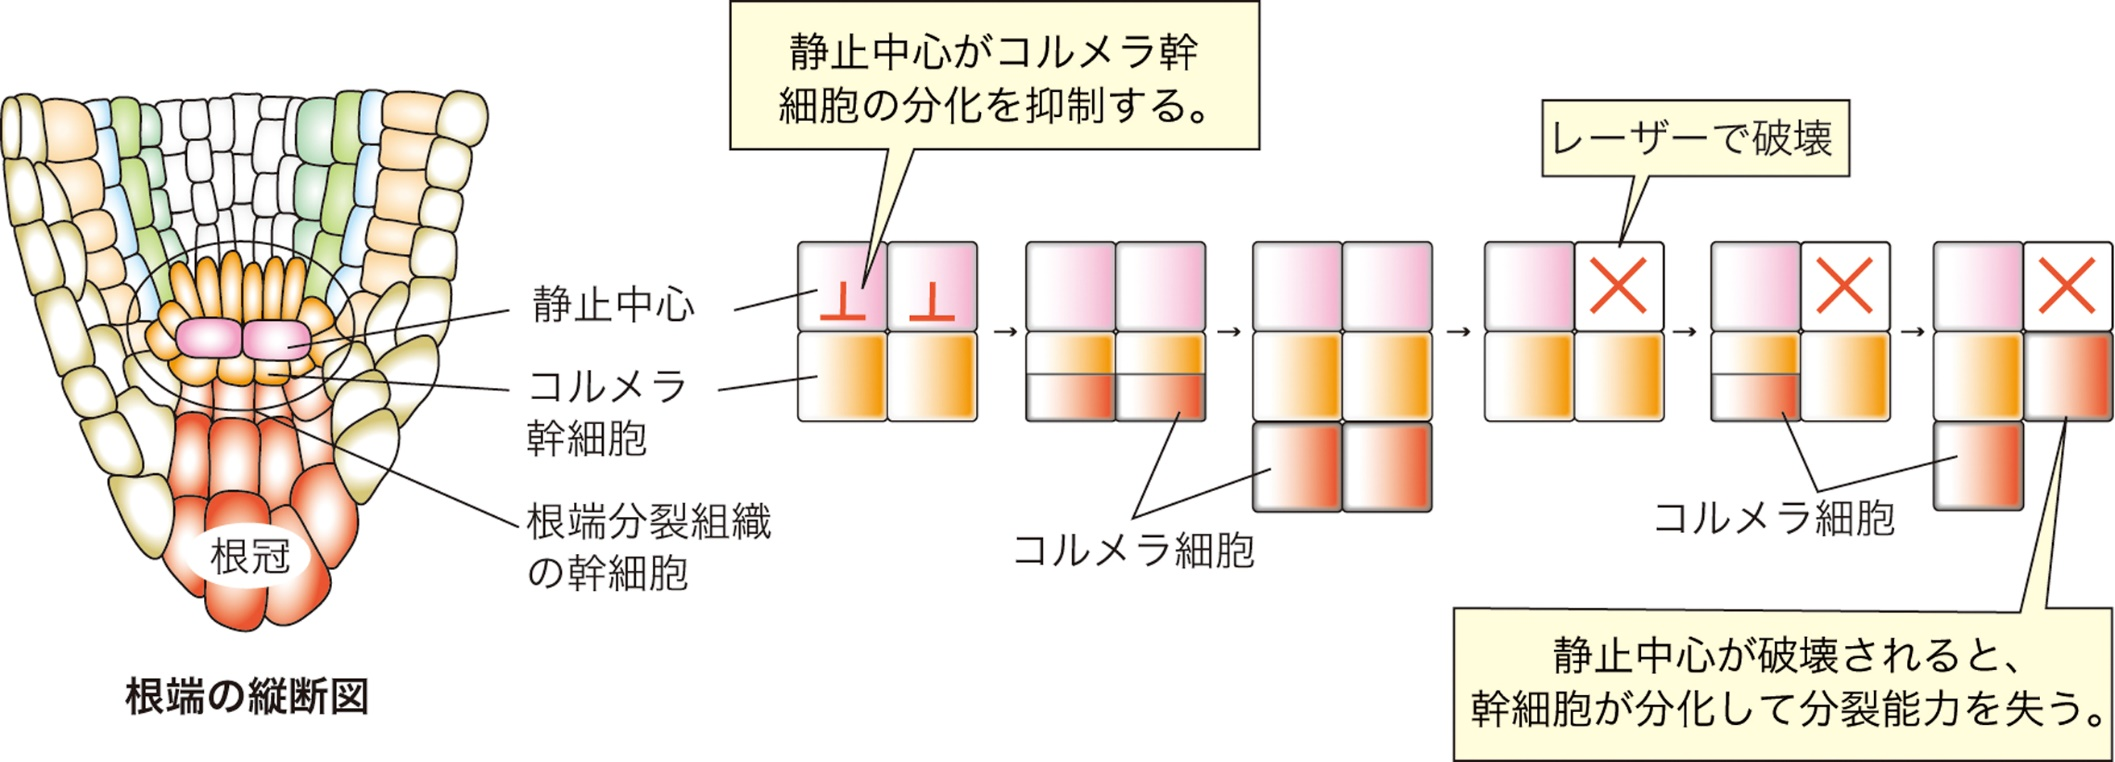 静止中心がコルメラ幹
細胞の分化を抑制する。
レーザーで破壊
静止中心
コルメラ
幹細胞
根端分裂組織
の幹細胞
根冠
コルメラ細胞
コルメラ細胞
静止中心が破壊されると、
幹細胞が分化して分裂能力を失う。
根端の縦断図